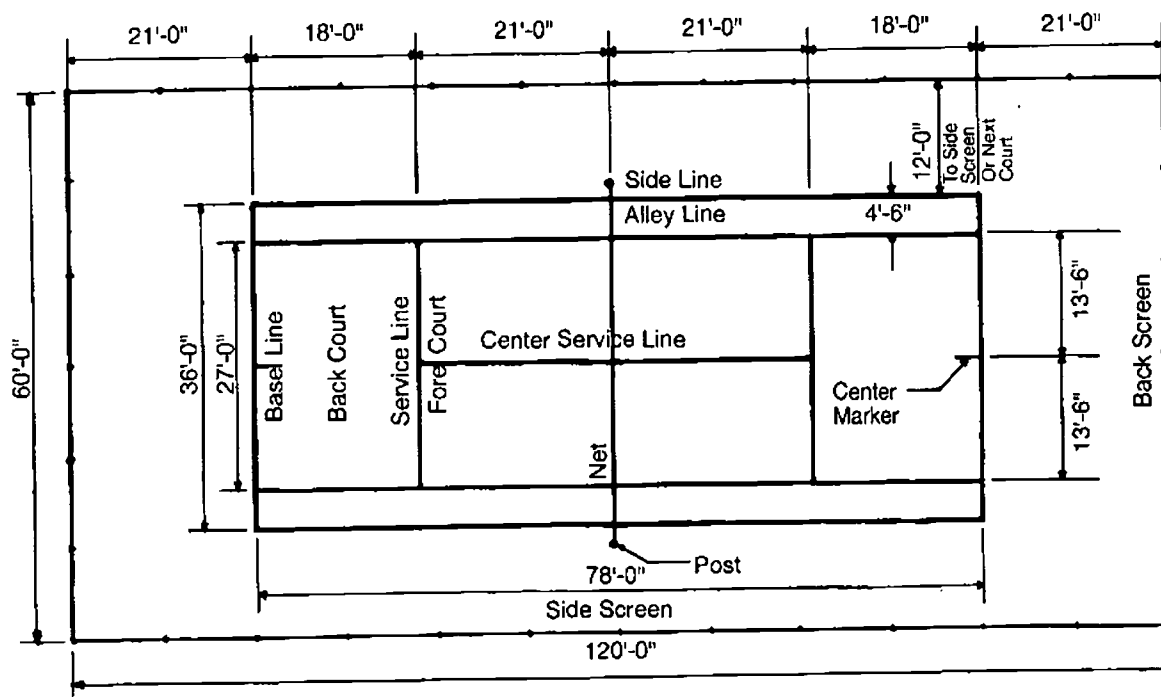 21'-0"
18'-0"
21'-0"
21'-0"
18'-0"
21'-0"
12'-0"
To Side
Screen
Or Next
Court
Side Line
Alley Line
4'-6"
60'-0"
36'-0"
27'-0"
Base Line
Back Court
Service Line
Fore Court
Center Service Line
Net
Center
Marker
13'-6"
13'-6"
Back Screen
Post
78'-0"
Side Screen
120'-0"